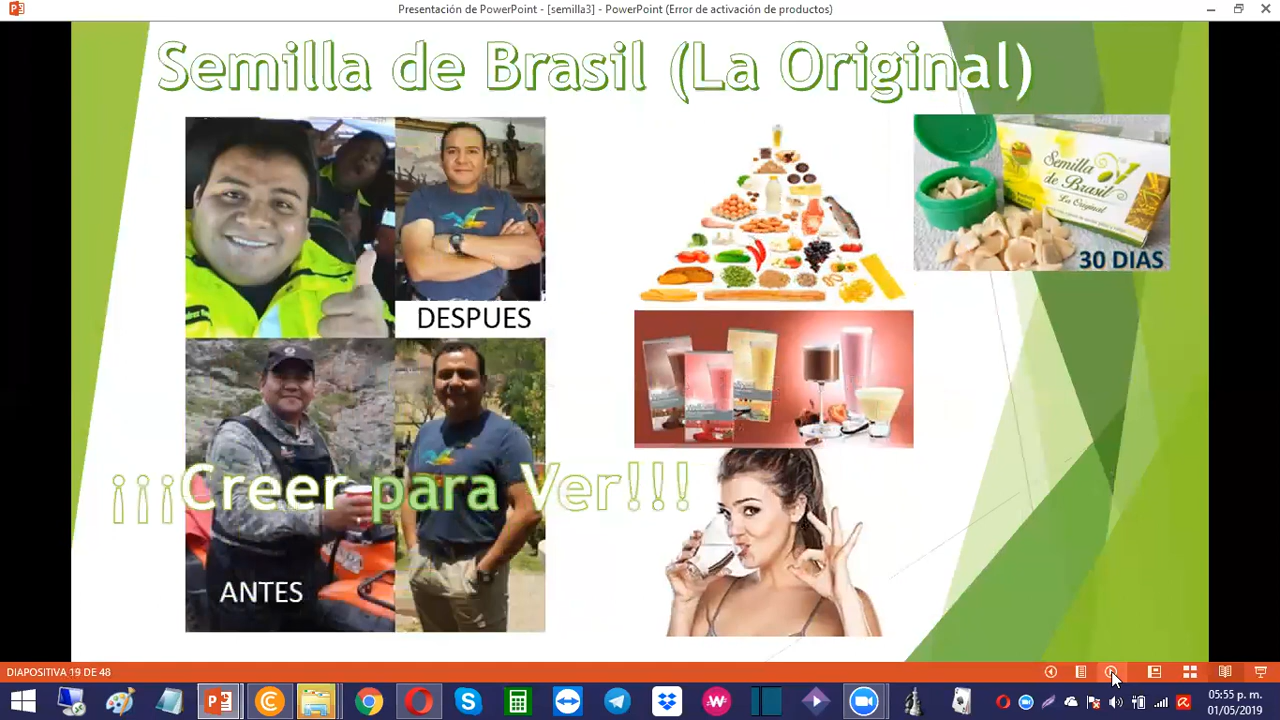 Presentación de PowerPoint - [semilla3] - PowerPoint (Error de activación de productos)
Semilla de Brasil (La Original)
Semilla
de Brasil
La Original
30 DIAS
DESPUES
¡¡¡Creer para Ver!!!
ANTES
DIAPOSITIVA 19 DE 48
05:55 p. m.
01/05/2019